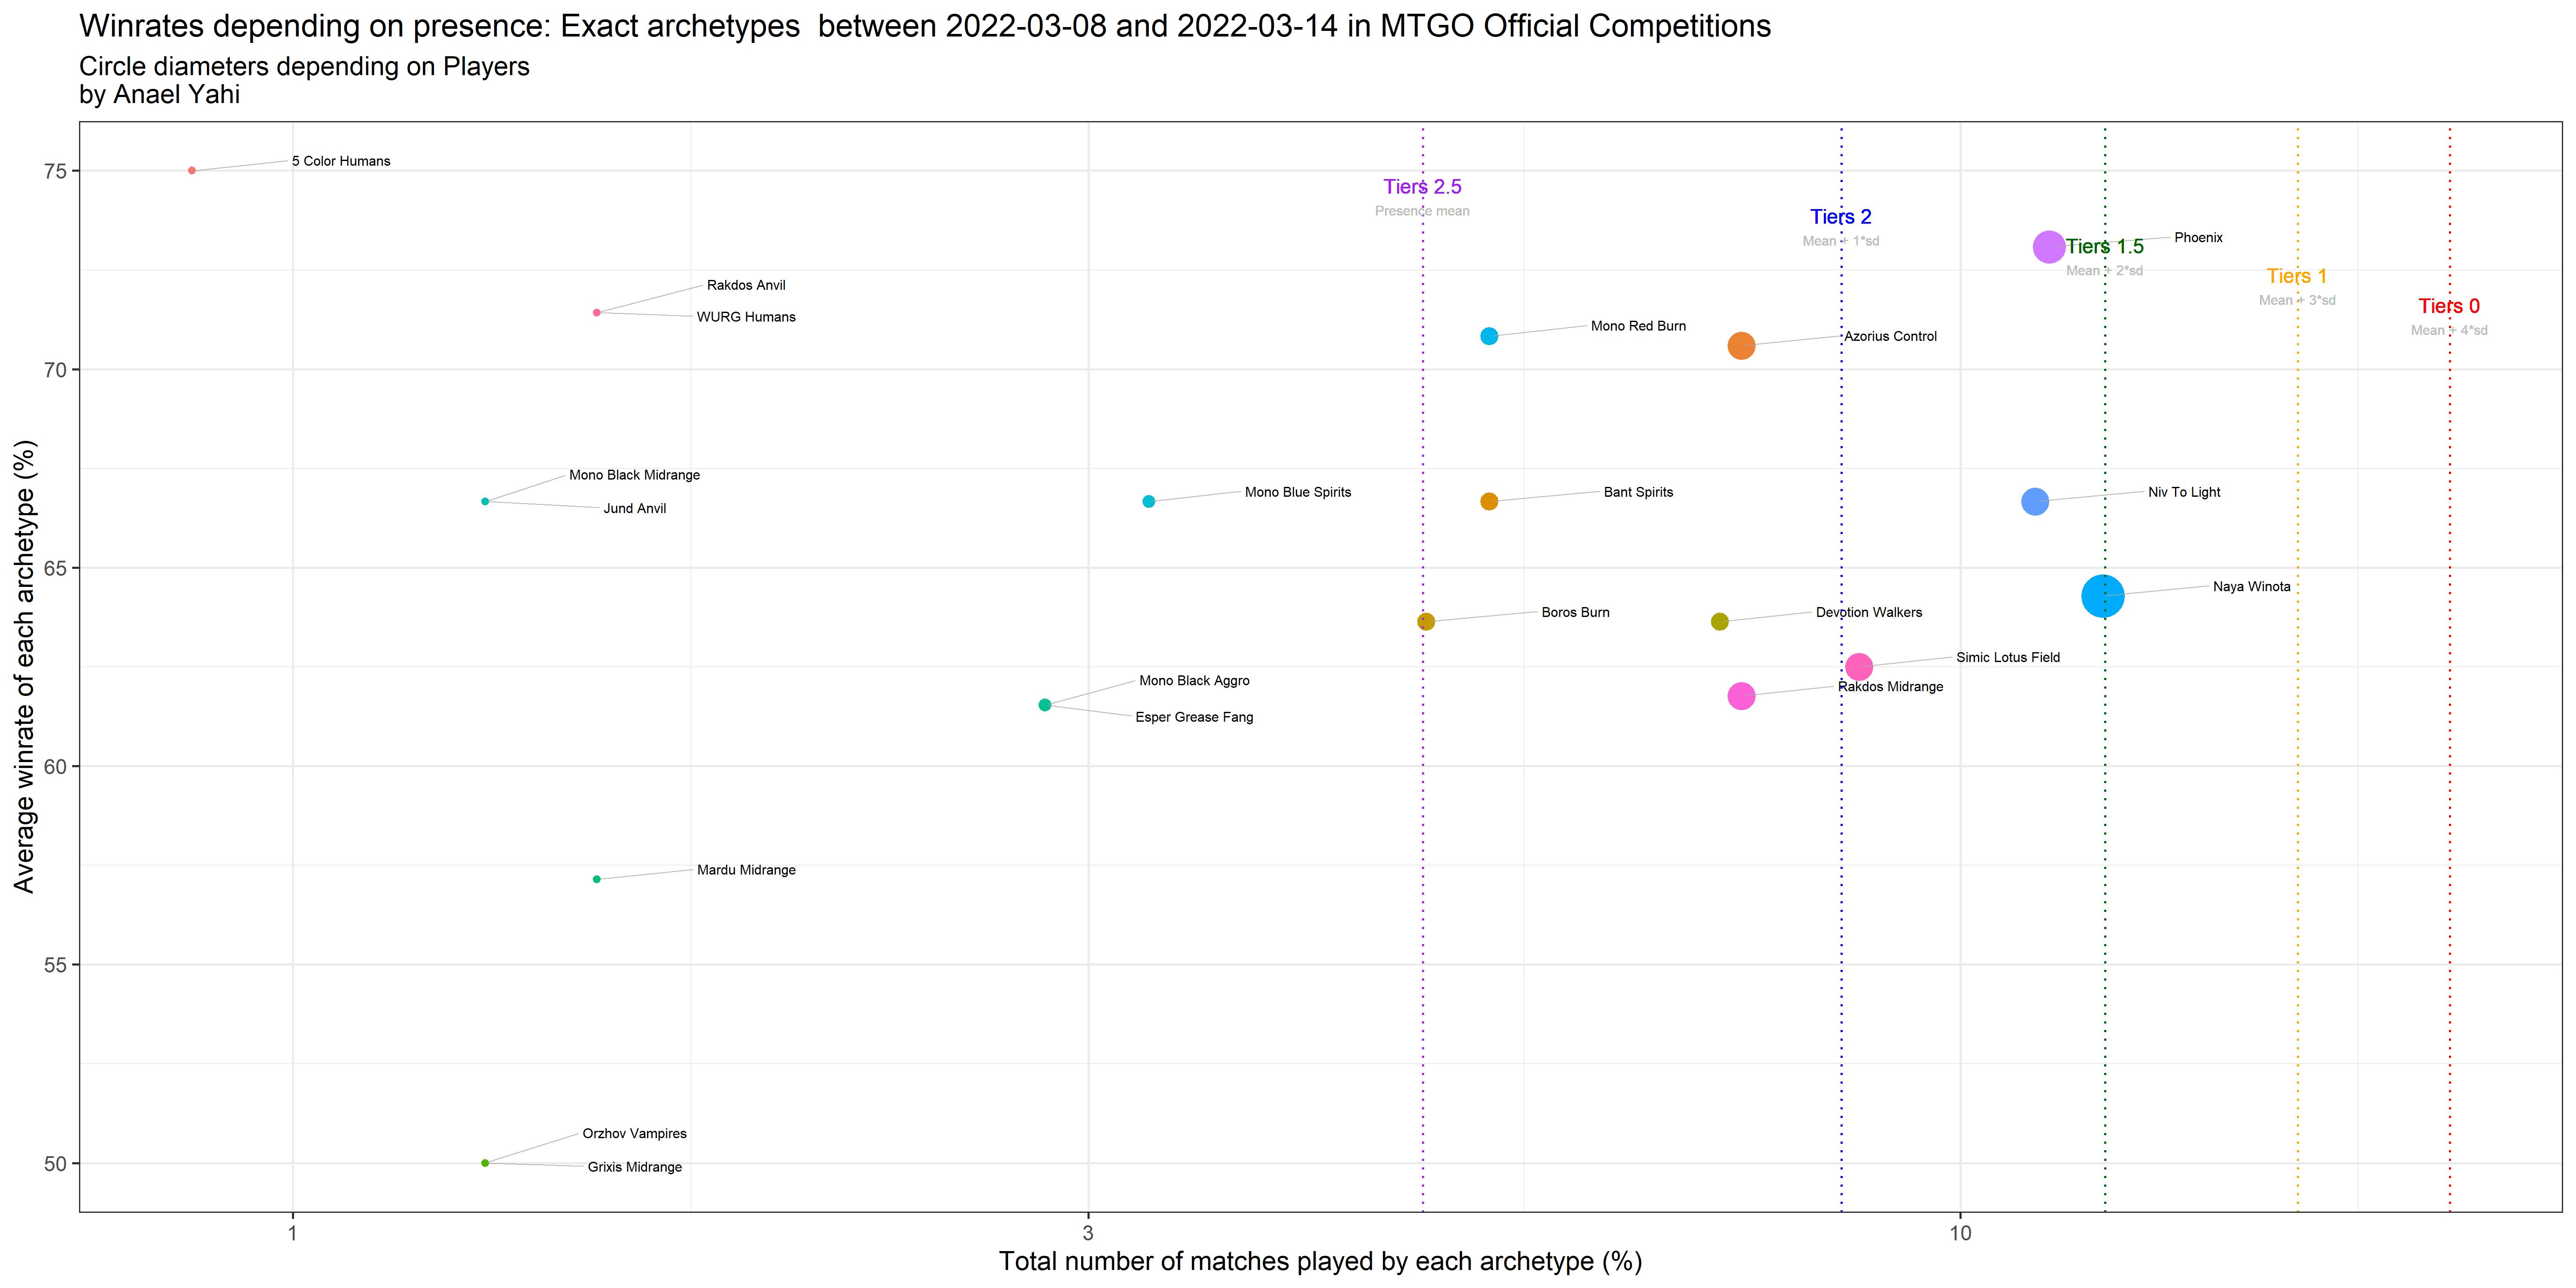 Winrates depending on presence: Exact archetypes  between 2022-03-08 and 2022-03-14 in MTGO Official Competitions
Circle diameters depending on Players
by Anael Yahi
Average winrate of each archetype (%)
75
70
65
60
55
50
5 Color Humans
Tiers 2.5
Presence mean
Tiers 2
Mean + 1*sd
Phoenix
Tiers 1.5
Mean + 2*sd
Tiers 1
Mean + 3*sd
Tiers 0
Mean + 4*sd
Rakdos Anvil
WURG Humans
Mono Red Burn
Azorius Control
Mono Black Midrange
Jund Anvil
Mono Blue Spirits
Bant Spirits
Niv To Light
Naya Winota
Boros Burn
Devotion Walkers
Simic Lotus Field
Rakdos Midrange
Mono Black Aggro
Esper Grease Fang
Mardu Midrange
Orzhov Vampires
Grixis Midrange
1
3
10
Total number of matches played by each archetype (%)